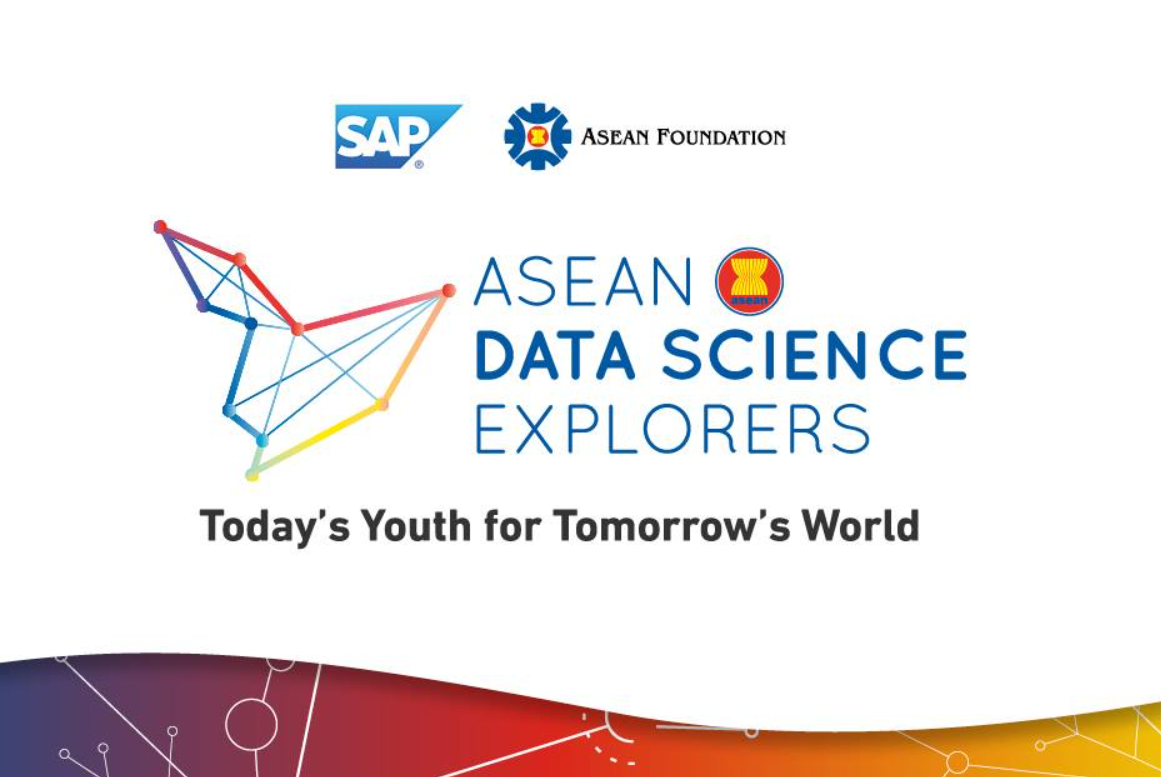 SAP ®
ASEAN FOUNDATION
ASEAN
asean
DATA SCIENCE
EXPLORERS
Today's Youth for Tomorrow's World